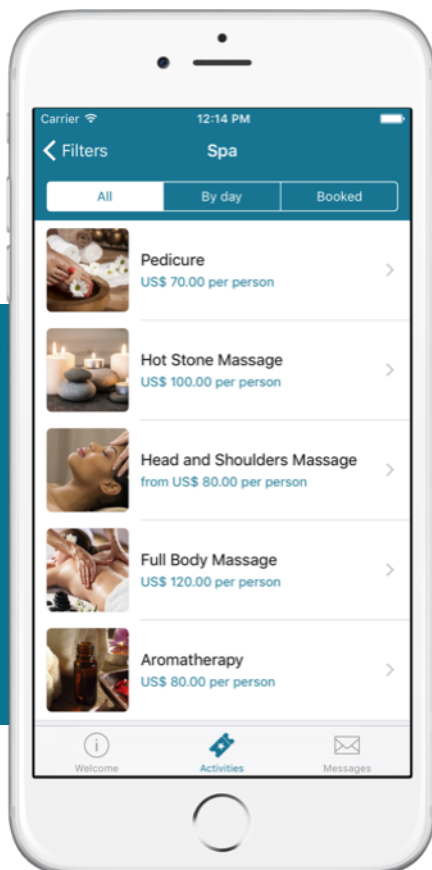 Carrier 12:14 PM
Filters Spa
All By day Booked
Pedicure
US$ 70.00 per person
Hot Stone Massage
US$ 100.00 per person
Head and Shoulders Massage
from US$ 80.00 per person
Full Body Massage
US$ 120.00 per person
Aromatherapy
US$ 80.00 per person
Welcome Activities Messages